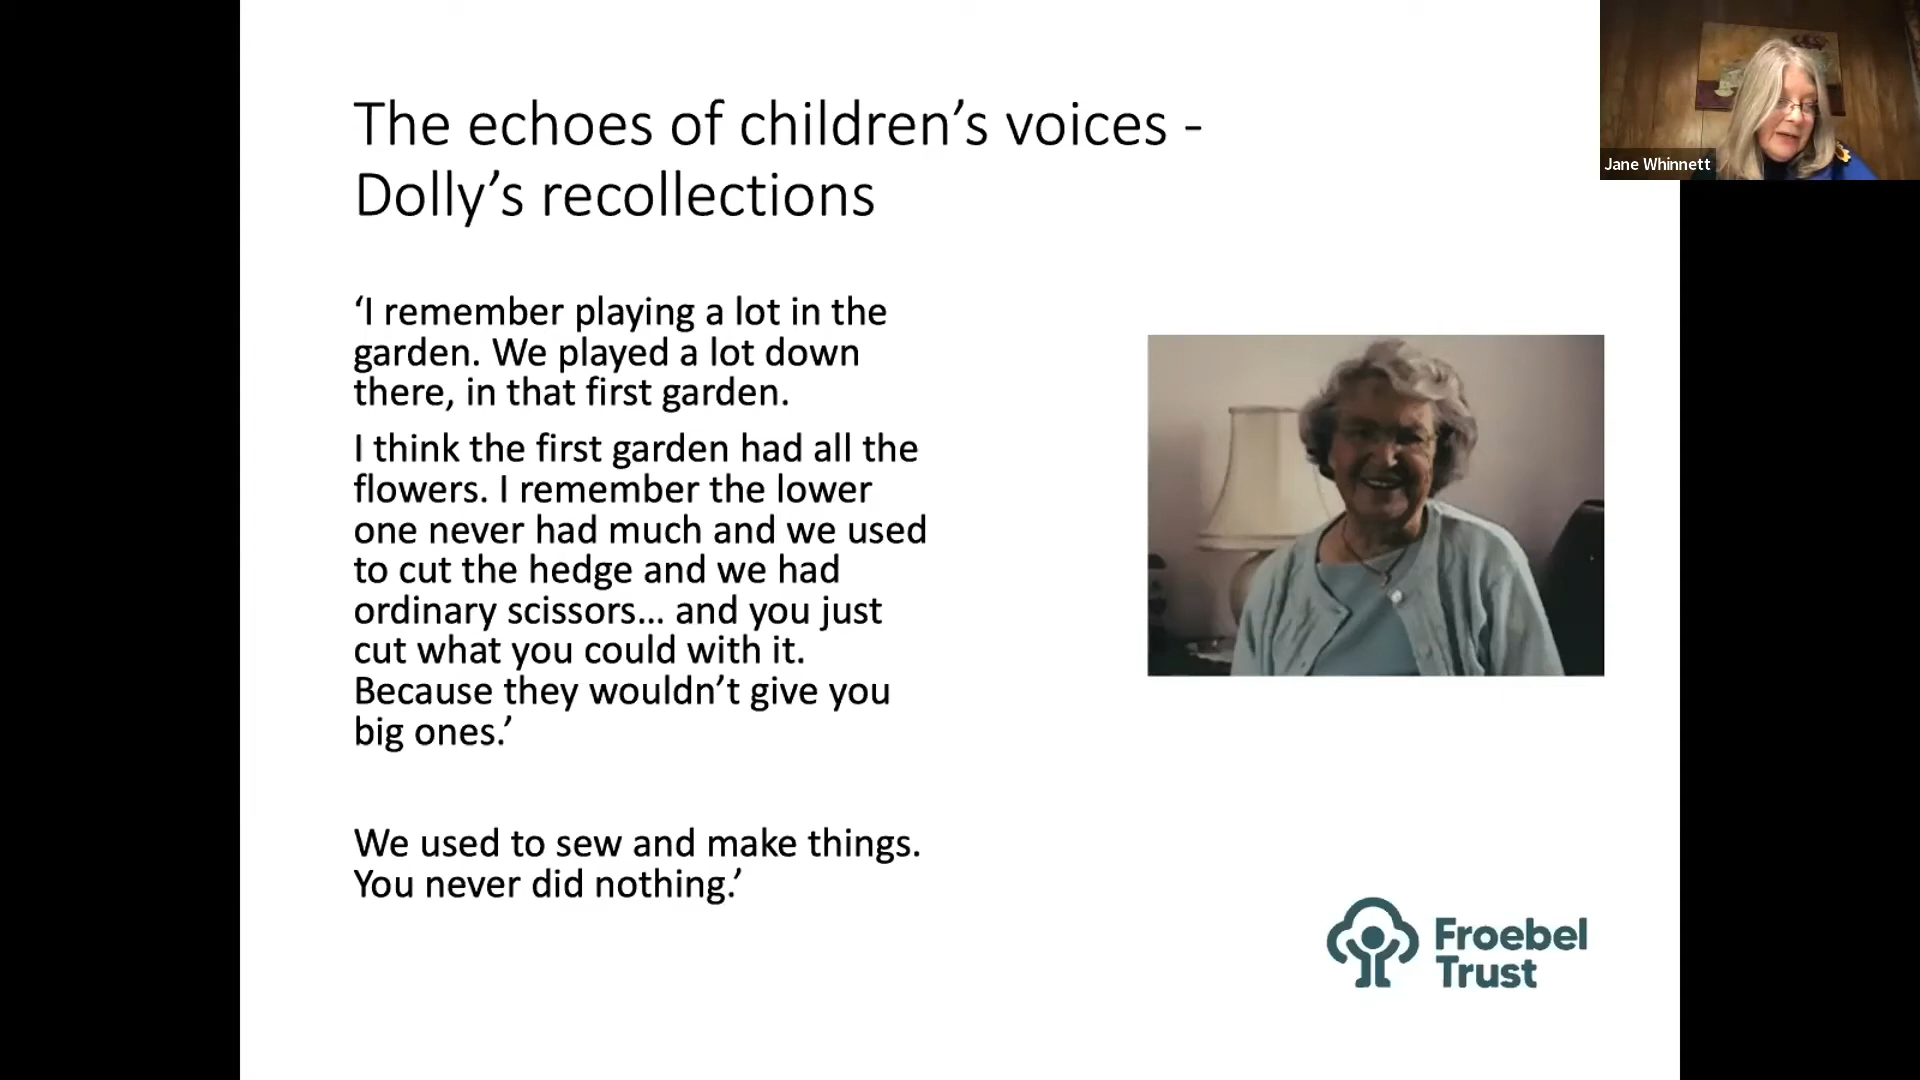 The echoes of children’s voices -
Dolly’s recollections
‘I remember playing a lot in the
garden. We played a lot down
there, in that first garden.
I think the first garden had all the
flowers. I remember the lower
one never had much and we used
to cut the hedge and we had
ordinary scissors... and you just
cut what you could with it.
Because they wouldn’t give you
big ones.’
We used to sew and make things.
You never did nothing.’
Jane Whinnett
Froebel
Trust